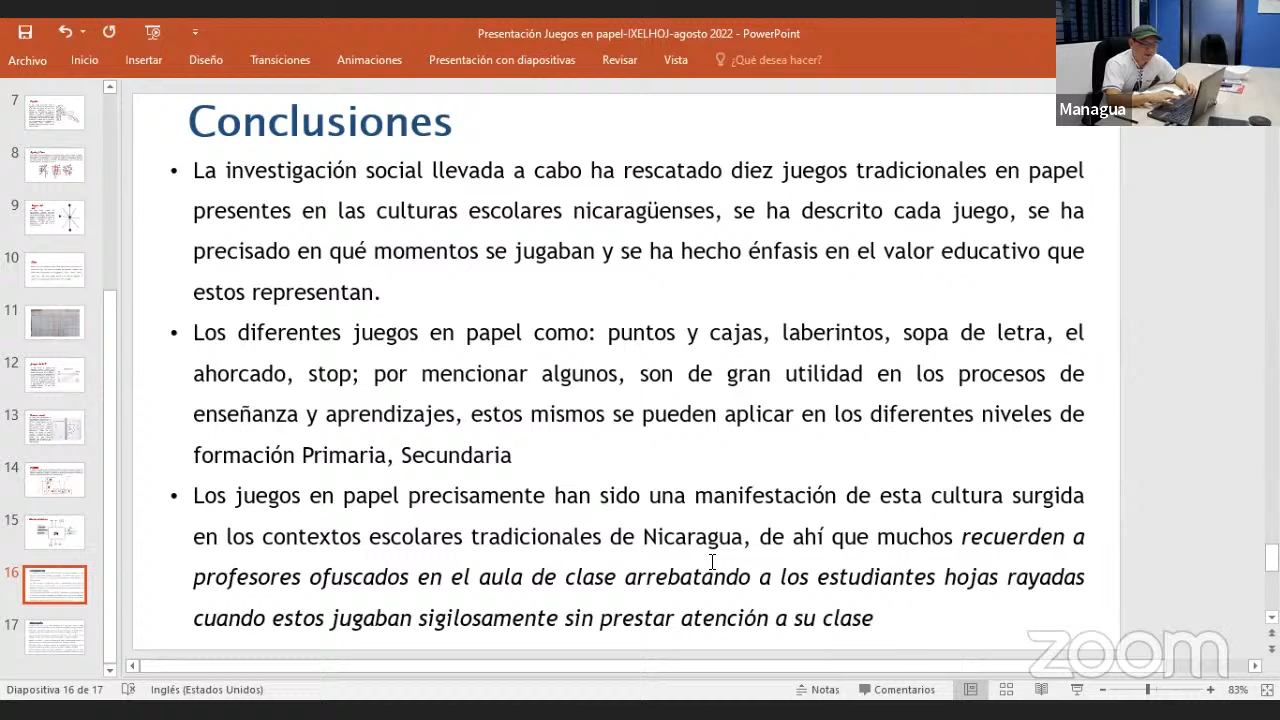 Presentación Juegos en papel-IXELHOJ-agosto 2022 - PowerPoint
Archivo Inicio Insertar Diseño Transiciones Animaciones Presentación con diapositivas Revisar Vista ¿Qué desea hacer?
Managua
7
8
9
10
11
12
13
14
15
16
17
Conclusiones
• La investigación social llevada a cabo ha rescatado diez juegos tradicionales en papel
presentes en las culturas escolares nicaragüenses, se ha descrito cada juego, se ha
precisado en qué momentos se jugaban y se ha hecho énfasis en el valor educativo que
estos representan.
• Los diferentes juegos en papel como: puntos y cajas, laberintos, sopa de letra, el
ahorcado, stop; por mencionar algunos, son de gran utilidad en los procesos de
enseñanza y aprendizajes, estos mismos se pueden aplicar en los diferentes niveles de
formación Primaria, Secundaria
• Los juegos en papel precisamente han sido una manifestación de esta cultura surgida
en los contextos escolares tradicionales de Nicaragua, de ahí que muchos recuerden a
profesores ofuscados en el aula de clase arrebatando a los estudiantes hojas rayadas
cuando estos jugaban sigilosamente sin prestar atención a su clase
zoom
Diapositiva 16 de 17 Inglés (Estados Unidos) Notas Comentarios 83%